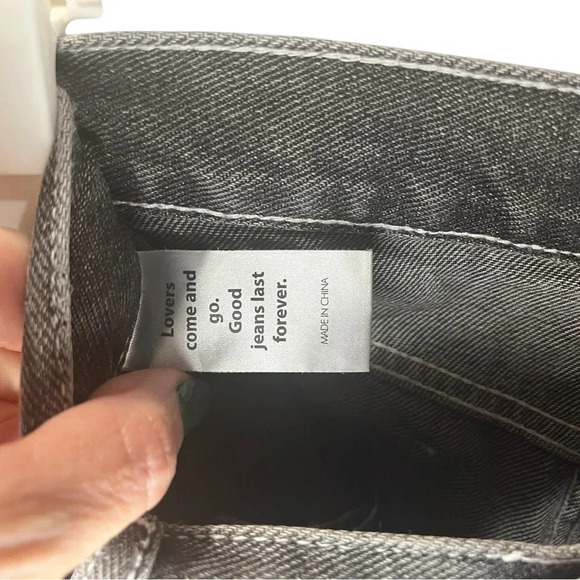 Lovers
come and
go.
Good
jeans last
forever.
MADE IN CHINA